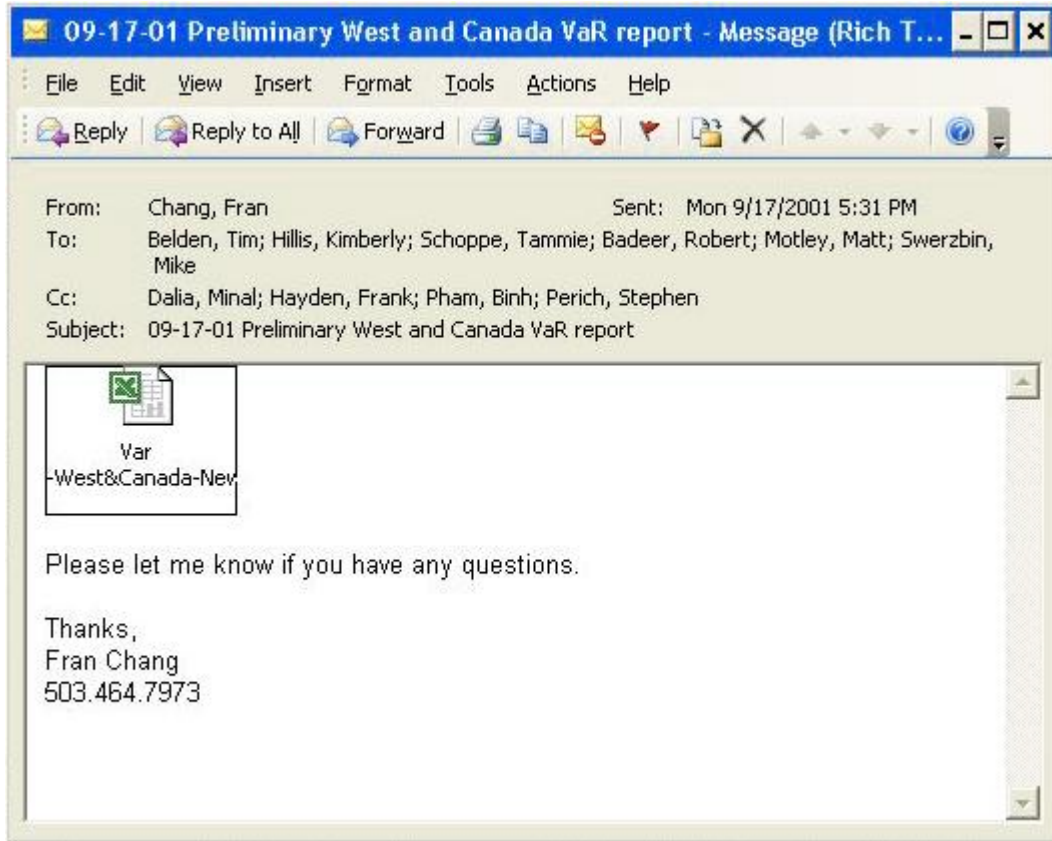 09-17-01 Preliminary West and Canada VaR report - Message (Rich T...
File Edit View Insert Format Tools Actions Help
Reply Reply to All Forward
From: Chang, Fran Sent: Mon 9/17/2001 5:31 PM
To: Belden, Tim; Hillis, Kimberly; Schoppe, Tammie; Badeer, Robert; Motley, Matt; Swerzbin,
Mike
Cc: Dalia, Minal; Hayden, Frank; Pham, Binh; Perich, Stephen
Subject: 09-17-01 Preliminary West and Canada VaR report
Var
-West&Canada-New
Please let me know if you have any questions.
Thanks,
Fran Chang
503.464.7973